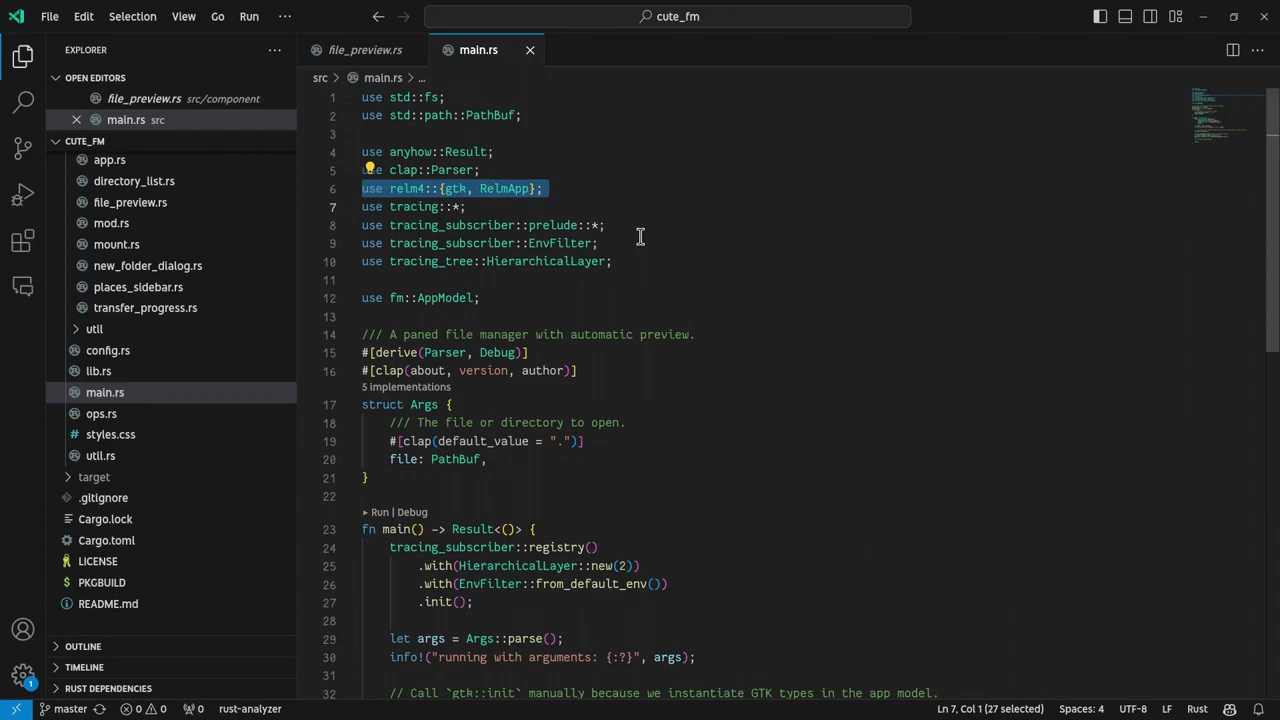 File Edit Selection View Go Run ··· cute_fm
EXPLORER ···
OPEN EDITORS
file_preview.rs src/component
main.rs src
CUTE_FM
app.rs
directory_list.rs
file_preview.rs
mod.rs
mount.rs
new_folder_dialog.rs
places_sidebar.rs
transfer_progress.rs
util
config.rs
lib.rs
main.rs
ops.rs
styles.css
util.rs
target
.gitignore
Cargo.lock
Cargo.toml
LICENSE
PKGBUILD
README.md
OUTLINE
TIMELINE
RUST DEPENDENCIES
file_preview.rs main.rs
src > main.rs > ...
1 use std::fs;
2 use std::path::PathBuf;
3
4 use anyhow::Result;
5 use clap::Parser;
6 use relm4::{gtk, RelmApp};
7 use tracing::*;
8 use tracing_subscriber::prelude::*;
9 use tracing_subscriber::EnvFilter;
10 use tracing_tree::HierarchicalLayer;
11
12 use fm::AppModel;
13
14 /// A paned file manager with automatic preview.
15 #[derive(Parser, Debug)]
16 #[clap(about, version, author)]
5 implementations
17 struct Args {
18 /// The file or directory to open.
19 #[clap(default_value = ".")]
20 file: PathBuf,
21 }
22
▸ Run | Debug
23 fn main() -> Result<()> {
24 tracing_subscriber::registry()
25 .with(HierarchicalLayer::new(2))
26 .with(EnvFilter::from_default_env())
27 .init();
28
29 let args = Args::parse();
30 info!("running with arguments: {:?}", args);
31
32 // Call `gtk::init` manually because we instantiate GTK types in the app model.
1
master 0 0 0 rust-analyzer Ln 7, Col 1 (27 selected) Spaces: 4 UTF-8 LF Rust